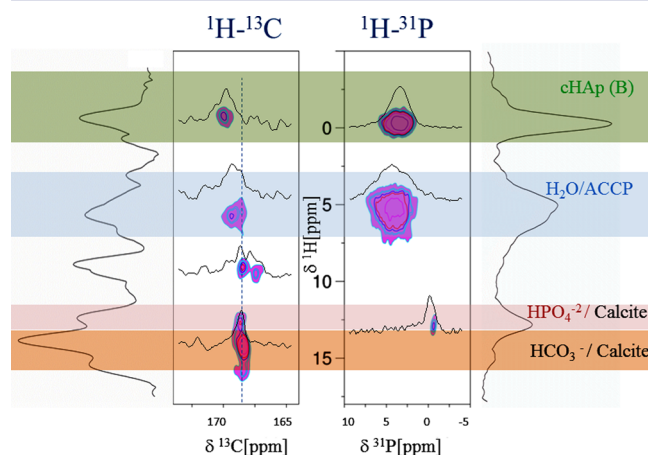 ¹H-¹³C
¹H-³¹P
cHAp (B)
0
H₂O/ACCP
5
δ ¹H[ppm]
10
HPO₄⁻²/ Calcite
HCO₃⁻/ Calcite
15
170 165
10 5 0 -5
δ ¹³C[ppm]
δ ³¹P[ppm]